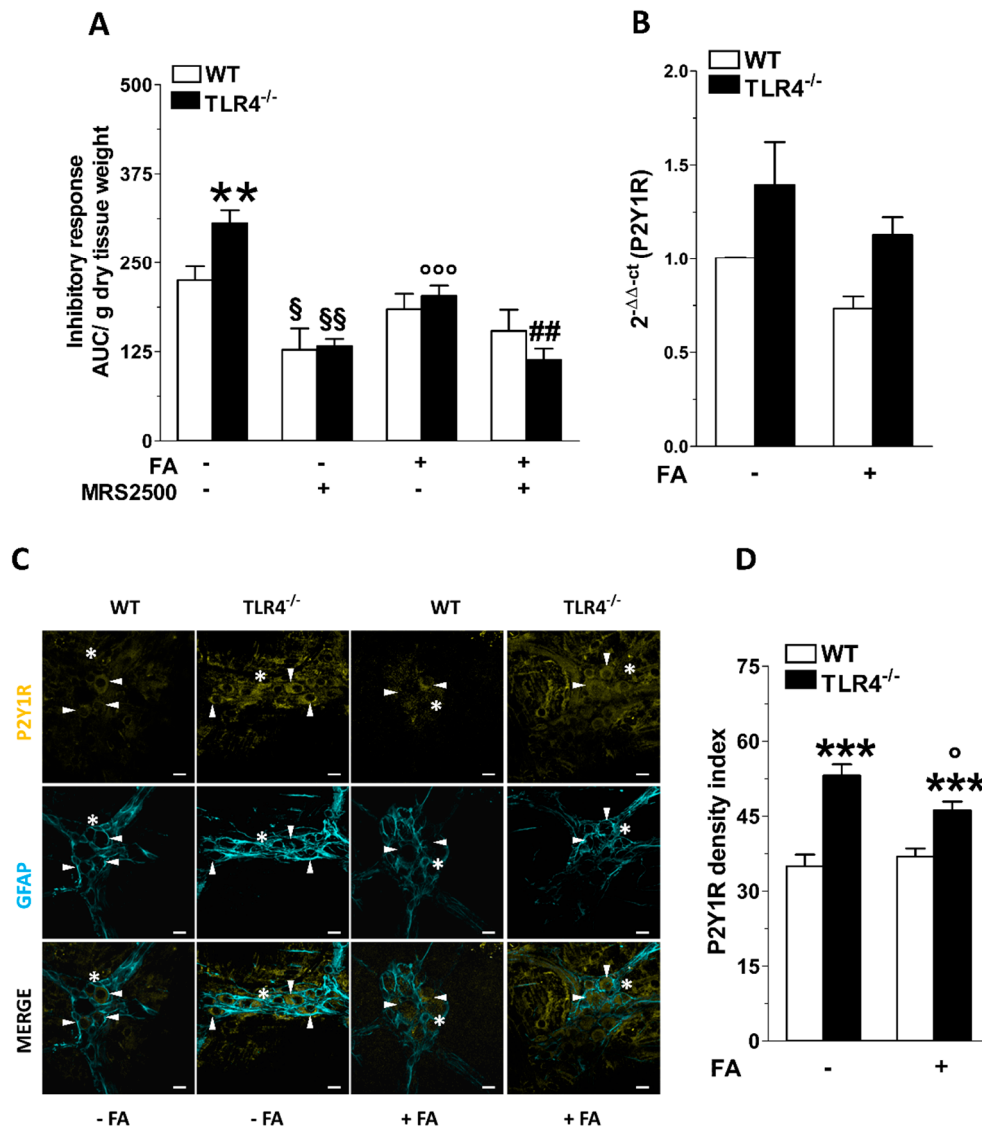 A
WT
TLR4-/-
Inhibitory response
AUC/ g dry tissue weight
500
375
250
125
0
**
§
§§
°°°
##
FA - - + +
MRS2500 - + - +
B
WT
TLR4-/-
2-ΔΔ-ct (P2Y1R)
2.0
1.5
1.0
0.5
0.0
FA - +
C
WT TLR4-/- WT TLR4-/-
P2Y1R
* * * *
GFAP
* * * *
MERGE
* * * *
- FA - FA + FA + FA
D
WT
TLR4-/-
P2Y1R density index
75
60
45
30
15
0
***
°
***
FA - +